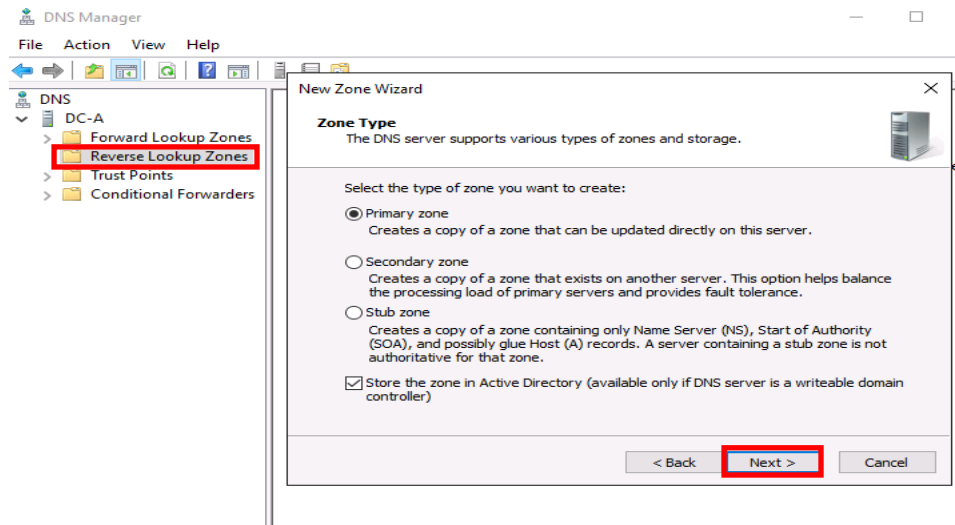 DNS Manager
File Action View Help
DNS
DC-A
Forward Lookup Zones
Reverse Lookup Zones
Trust Points
Conditional Forwarders
New Zone Wizard
Zone Type
The DNS server supports various types of zones and storage.
Select the type of zone you want to create:
Primary zone
Creates a copy of a zone that can be updated directly on this server.
Secondary zone
Creates a copy of a zone that exists on another server. This option helps balance
the processing load of primary servers and provides fault tolerance.
Stub zone
Creates a copy of a zone containing only Name Server (NS), Start of Authority
(SOA), and possibly glue Host (A) records. A server containing a stub zone is not
authoritative for that zone.
Store the zone in Active Directory (available only if DNS server is a writeable domain
controller)
< Back Next > Cancel